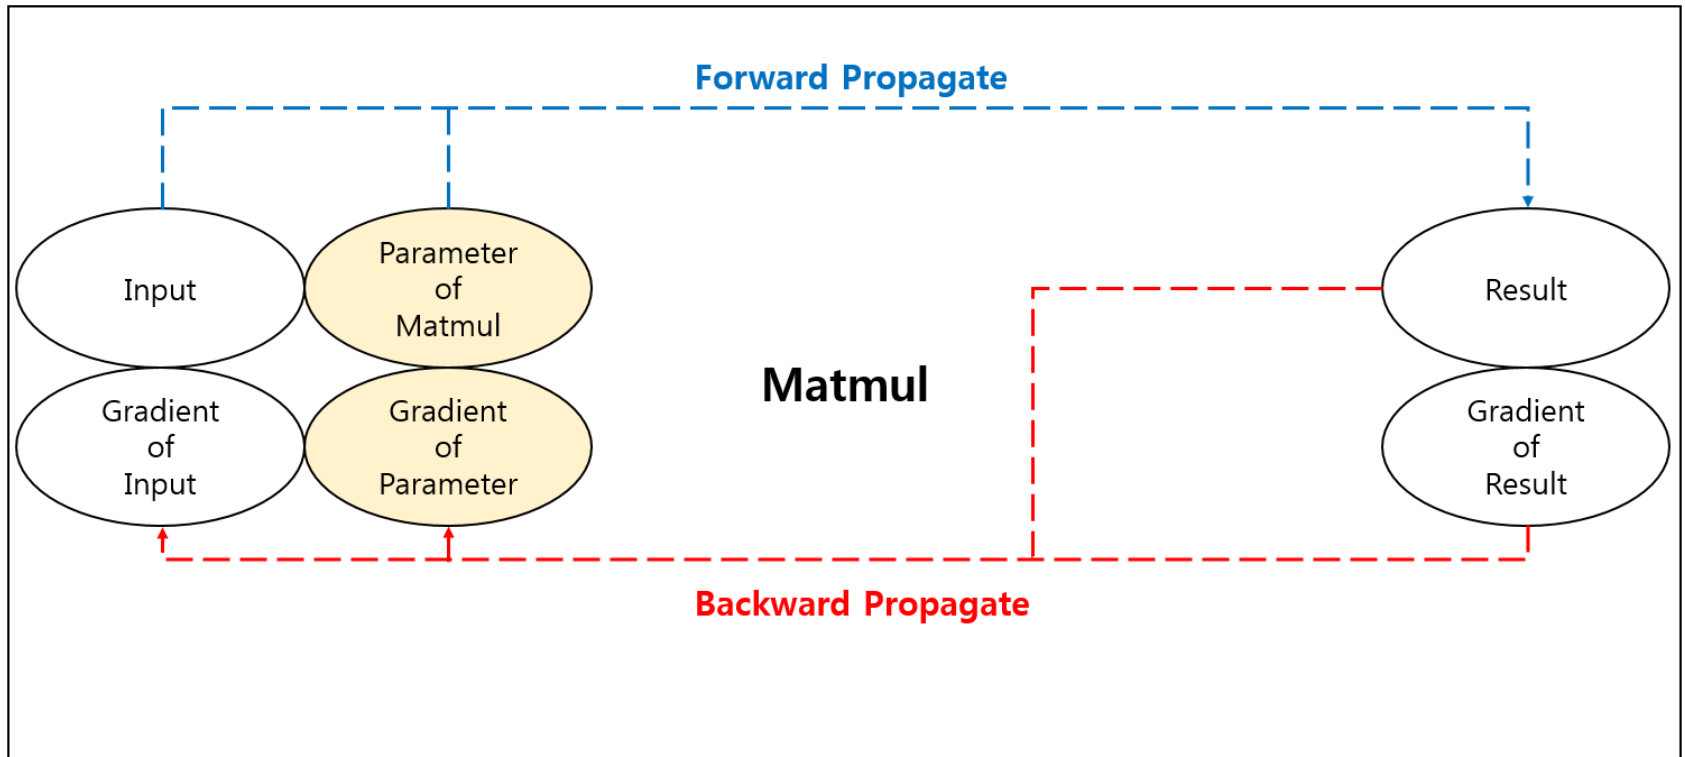 Forward Propagate
Input
Parameter
of
Matmul
Result
Matmul
Gradient
of
Input
Gradient
of
Parameter
Gradient
of
Result
Backward Propagate